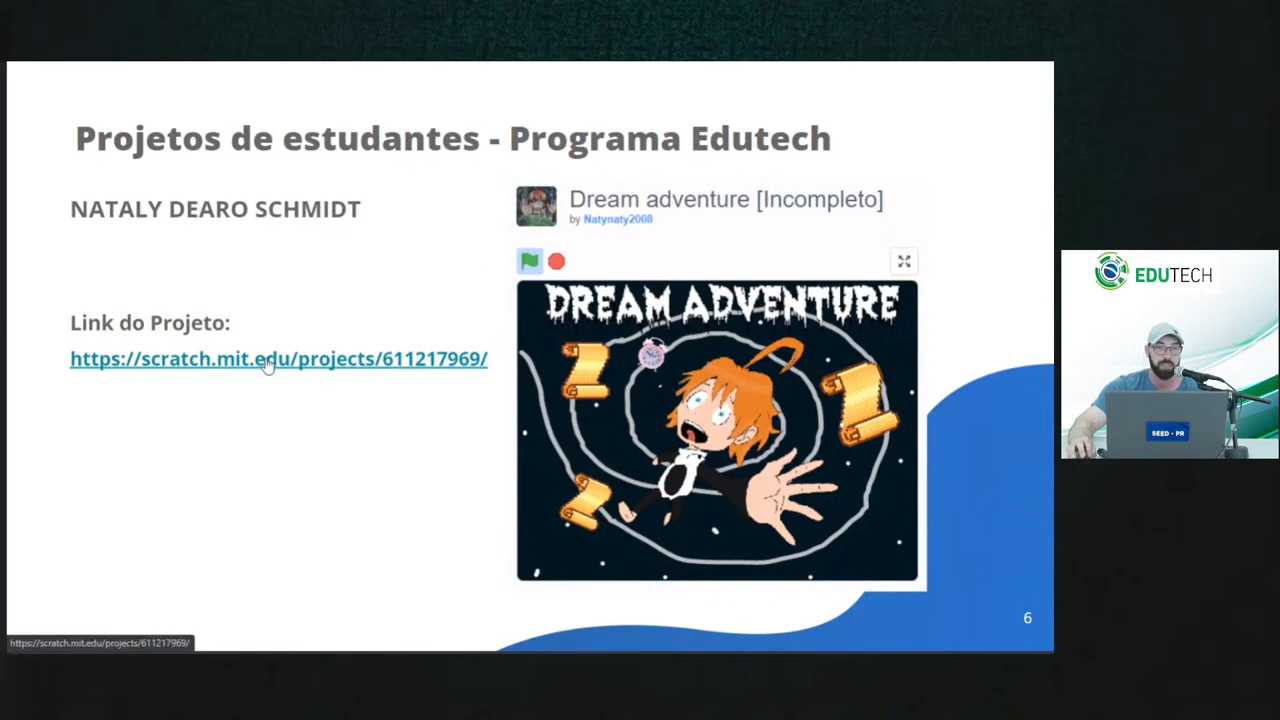 Projetos de estudantes - Programa Edutech
NATALY DEARO SCHMIDT
Dream adventure [Incompleto]
by Natynaty2008
Link do Projeto:
https://scratch.mit.edu/projects/611217969/
DREAM ADVENTURE
EDUTECH
SEED - PR
6
https://scratch.mit.edu/projects/611217969/